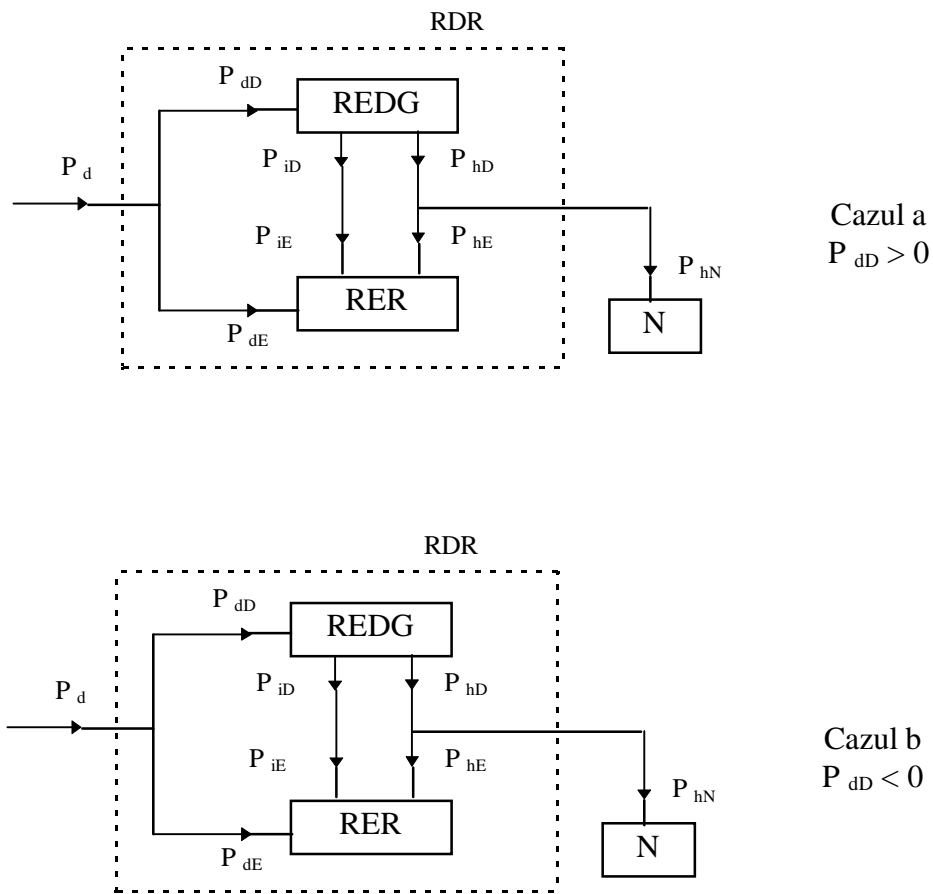 RDR
P dD
REDG
P d
P iD
P hD
P iE
P hE
Cazul a
P dD > 0
P hN
RER
N
P dE
RDR
P dD
REDG
P d
P iD
P hD
P iE
P hE
Cazul b
P dD < 0
P hN
RER
N
P dE